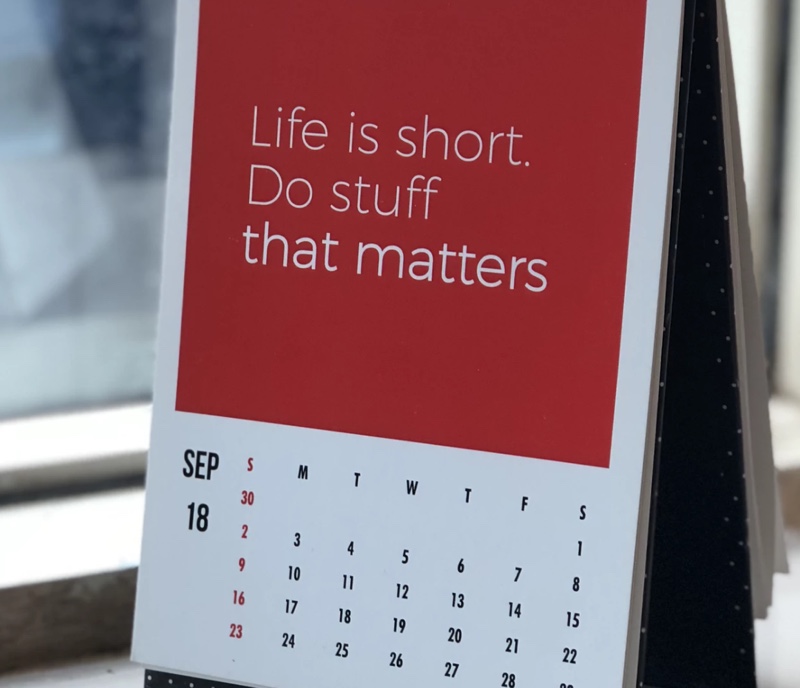 Life is short.
Do stuff
that matters
SEP
18
S M T W T F S
30 1
2 3 4 5 6 7 8
9 10 11 12 13 14 15
16 17 18 19 20 21 22
23 24 25 26 27 28